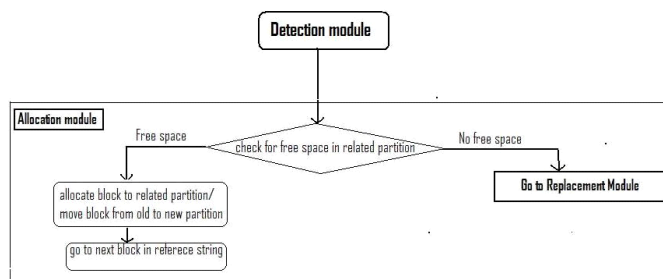 Detection module
Allocation module
Free space
check for free space in related partition
No free space
allocate block to related partition/
move block from old to new partition
Go to Replacement Module
go to next block in referece string